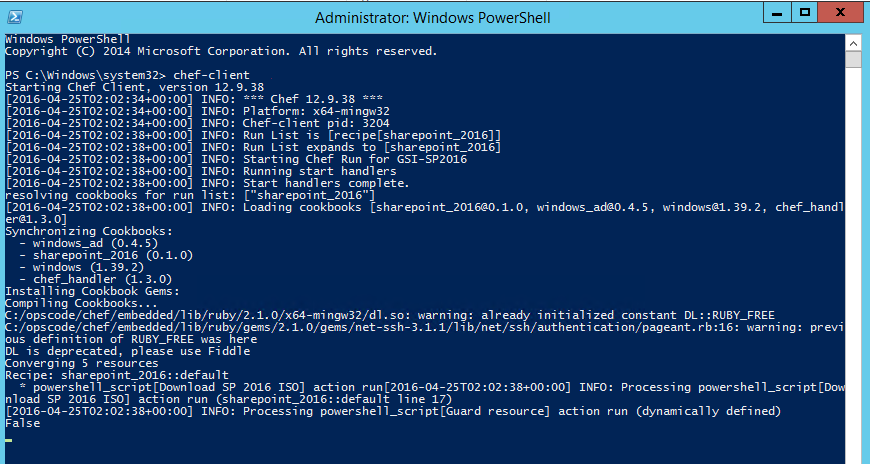 Administrator: Windows PowerShell
Windows PowerShell
Copyright (C) 2014 Microsoft Corporation. All rights reserved.
PS C:\Windows\system32> chef-client
Starting Chef Client, version 12.9.38
[2016-04-25T02:02:34+00:00] INFO: *** Chef 12.9.38 ***
[2016-04-25T02:02:34+00:00] INFO: Platform: x64-mingw32
[2016-04-25T02:02:34+00:00] INFO: Chef-client pid: 3204
[2016-04-25T02:02:38+00:00] INFO: Run List is [recipe[sharepoint_2016]]
[2016-04-25T02:02:38+00:00] INFO: Run List expands to [sharepoint_2016]
[2016-04-25T02:02:38+00:00] INFO: Starting Chef Run for GSI-SP2016
[2016-04-25T02:02:38+00:00] INFO: Running start handlers
[2016-04-25T02:02:38+00:00] INFO: Start handlers complete.
resolving cookbooks for run list: ["sharepoint_2016"]
[2016-04-25T02:02:38+00:00] INFO: Loading cookbooks [sharepoint_2016@0.1.0, windows_ad@0.4.5, windows@1.39.2, chef_handl
er@1.3.0]
Synchronizing Cookbooks:
- windows_ad (0.4.5)
- sharepoint_2016 (0.1.0)
- windows (1.39.2)
- chef_handler (1.3.0)
Installing Cookbook Gems:
Compiling Cookbooks...
C:/opscode/chef/embedded/lib/ruby/2.1.0/x64-mingw32/dl.so: warning: already initialized constant DL::RUBY_FREE
C:/opscode/chef/embedded/lib/ruby/gems/2.1.0/gems/net-ssh-3.1.1/lib/net/ssh/authentication/pageant.rb:16: warning: previ
ous definition of RUBY_FREE was here
DL is deprecated, please use Fiddle
Converging 5 resources
Recipe: sharepoint_2016::default
* powershell_script[Download SP 2016 ISO] action run[2016-04-25T02:02:38+00:00] INFO: Processing powershell_script[Dow
nload SP 2016 ISO] action run (sharepoint_2016::default line 17)
[2016-04-25T02:02:38+00:00] INFO: Processing powershell_script[Guard resource] action run (dynamically defined)
False